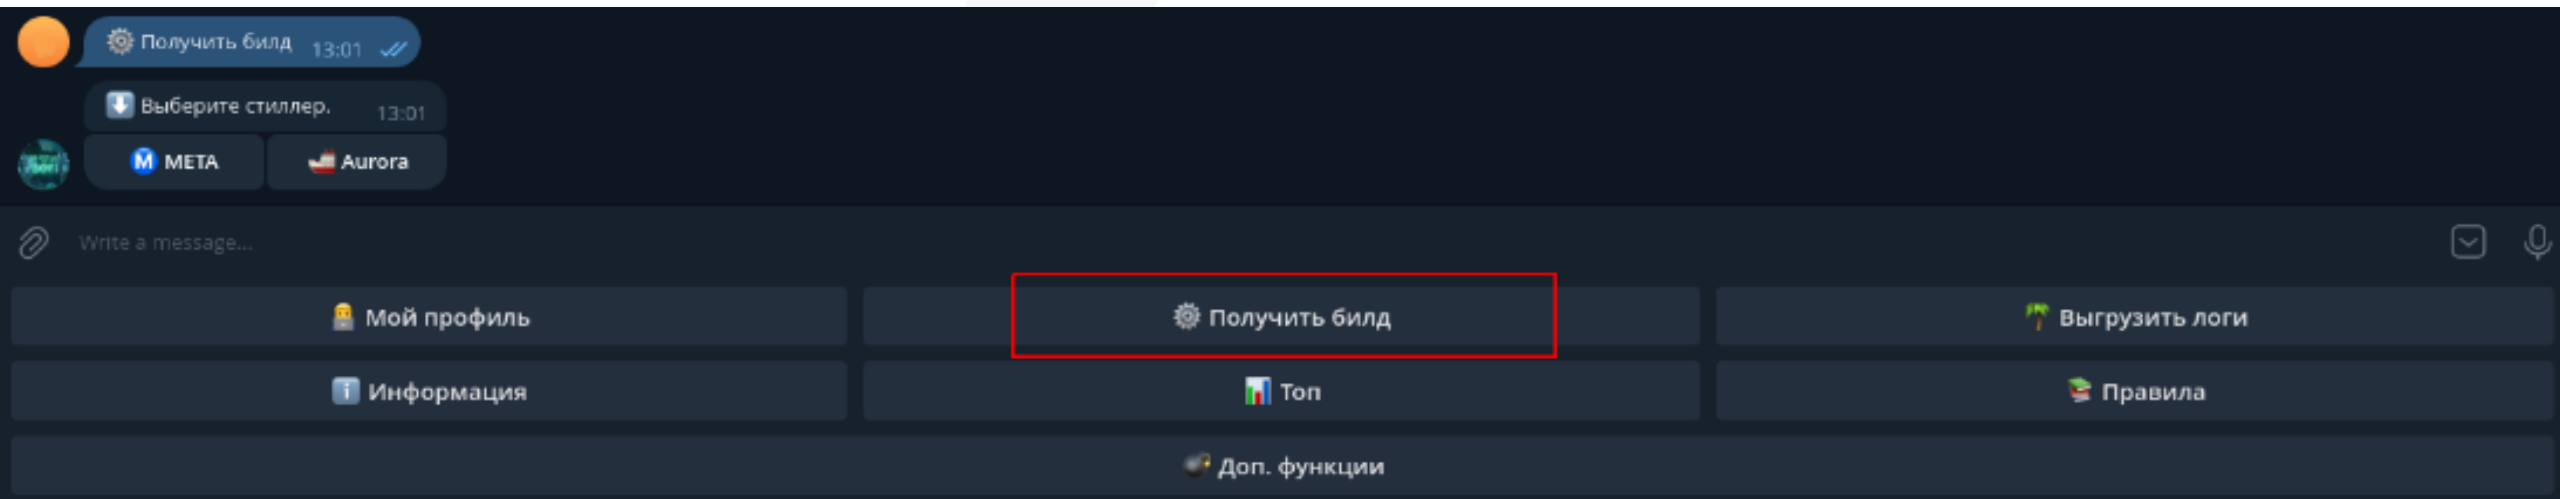 Получить билд 13:01
Выберите стиллер. 13:01
META Aurora
Write a message...
Мой профиль Получить билд Выгрузить логи
Информация Топ Правила
Доп. функции